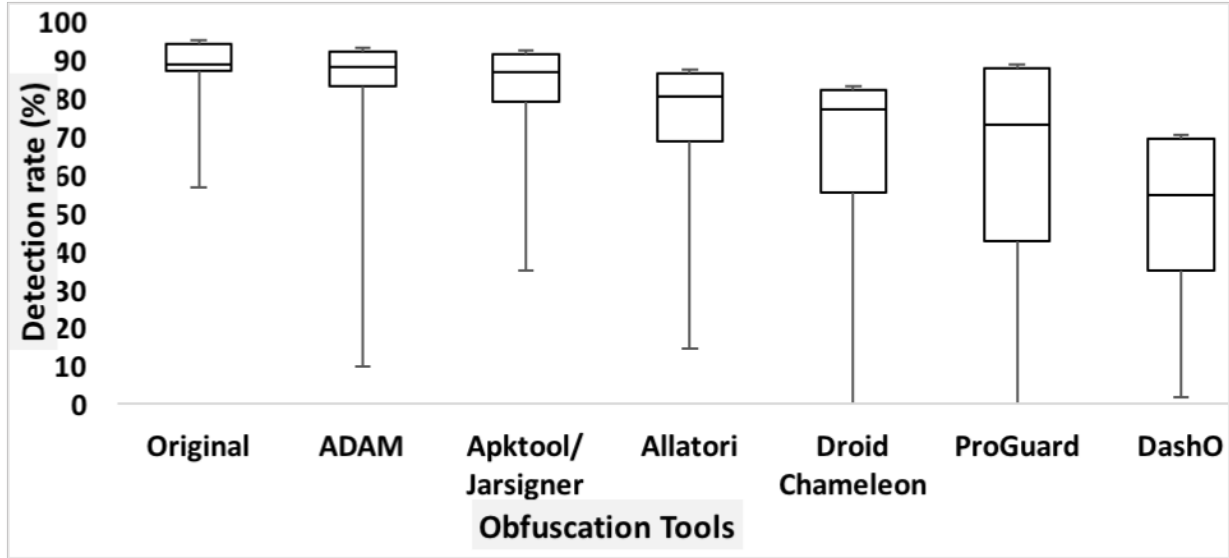 100
90
80
70
60
50
40
30
20
10
0
Detection rate (%)
Original ADAM Apktool/ Allatori Droid ProGuard DashO
Jarsigner Chameleon
Obfuscation Tools